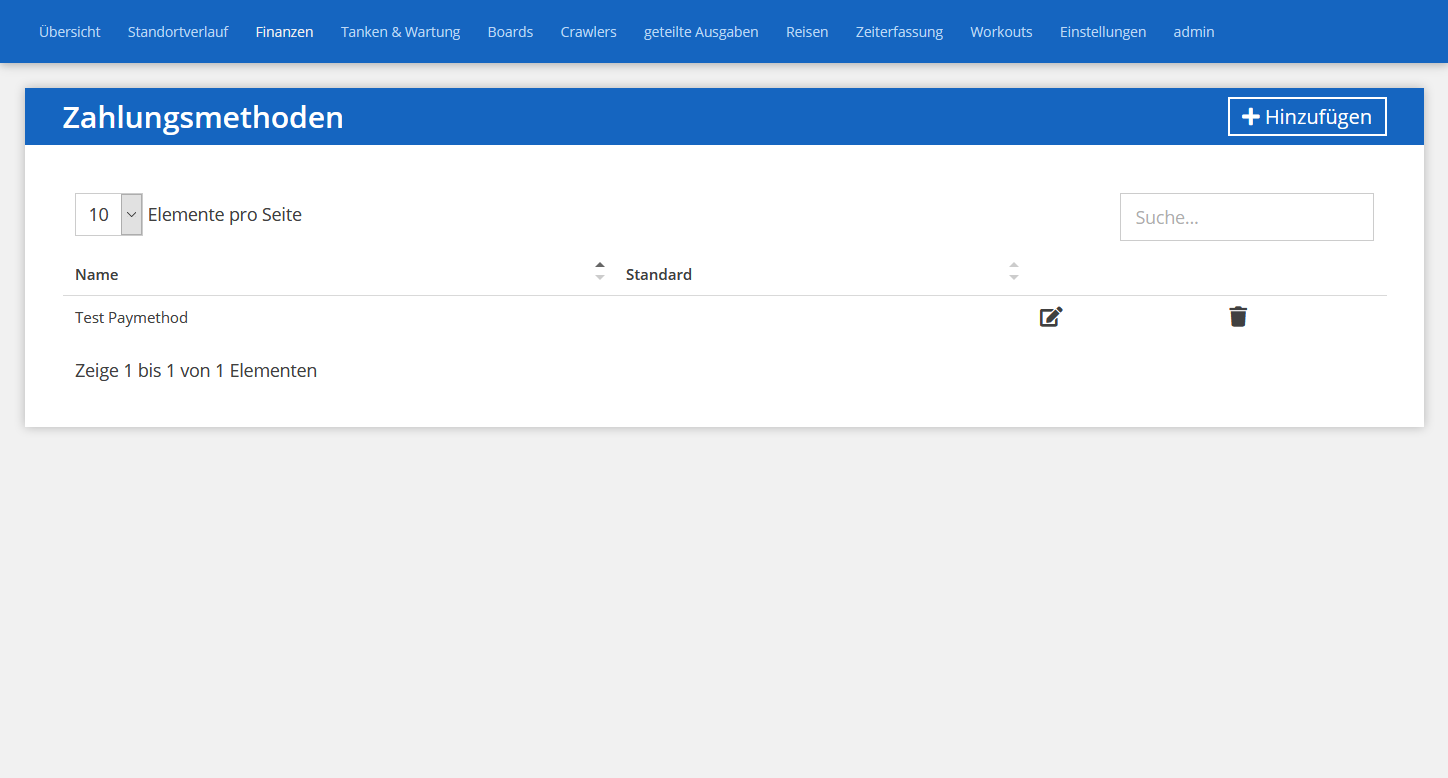 Übersicht Standortverlauf Finanzen Tanken & Wartung Boards Crawlers geteilte Ausgaben Reisen Zeiterfassung Workouts Einstellungen admin
Zahlungsmethoden Hinzufügen
10 Elemente pro Seite Suche...
Name Standard
Test Paymethod
Zeige 1 bis 1 von 1 Elementen